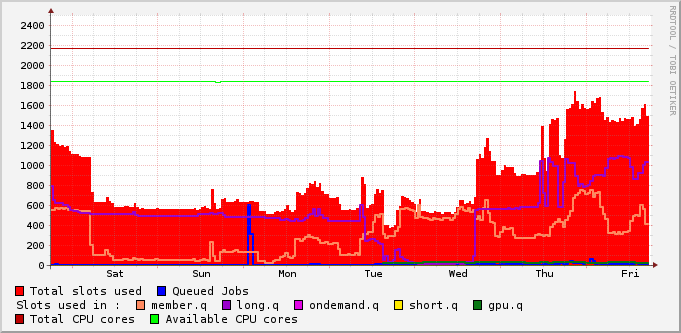 RRDTOOL / TOBI OETIKER
2400
2200
2000
1800
1600
1400
1200
1000
800
600
400
200
0
Sat Sun Mon Tue Wed Thu Fri
Total slots used Queued Jobs
Slots used in : member.q long.q ondemand.q short.q gpu.q
Total CPU cores Available CPU cores